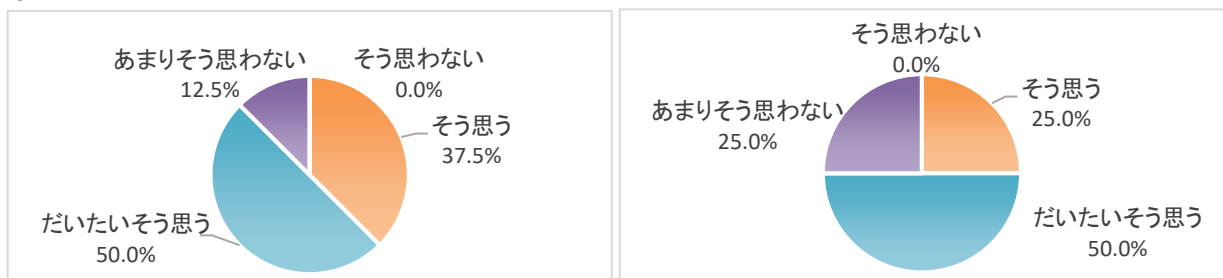 あまりそう思わない
12.5%
そう思わない
0.0%
そう思う
37.5%
だいたいそう思う
50.0%
そう思わない
0.0%
そう思う
25.0%
あまりそう思わない
25.0%
だいたいそう思う
50.0%